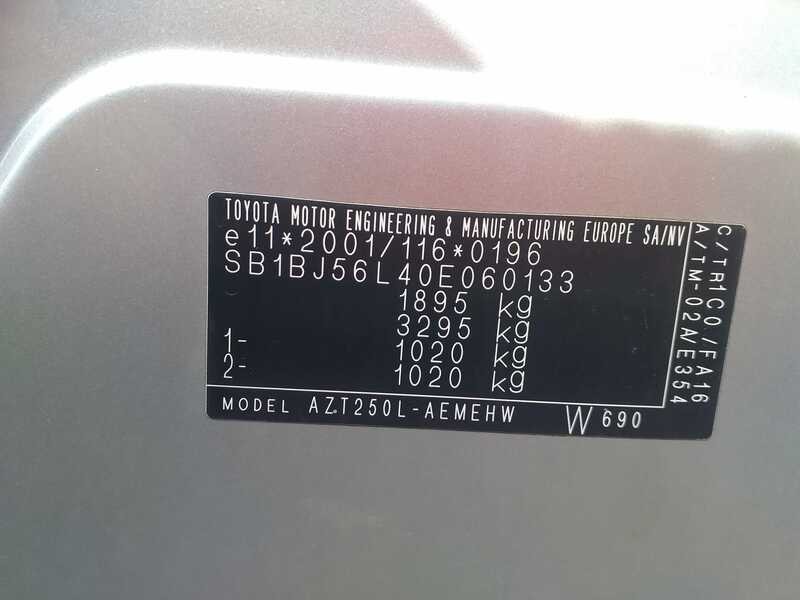 TOYOTA MOTOR ENGINEERING & MANUFACTURING EUROPE SA/NV
e11*2001/116*0196
SB1BJ56L40E060133
1895 kg
3295 kg
1- 1020 kg
2- 1020 kg
MODEL AZT250L-AEMEHW W 690
C/TR1C0/FA16
A/TM-02A/E354